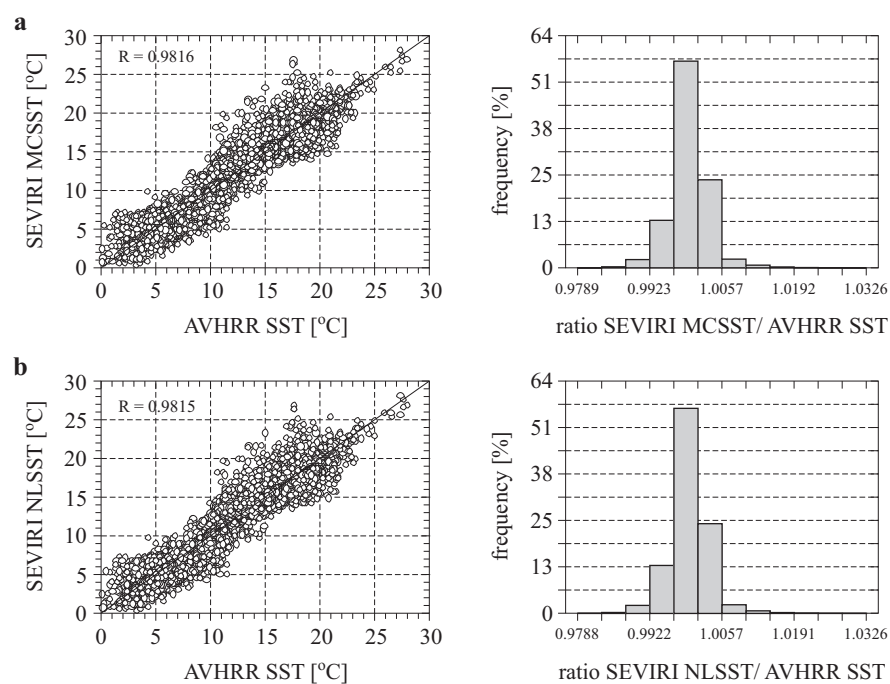 a
30
25
20
15
10
5
0
R = 0.9816
SEVIRI MCSST [°C]
0 5 10 15 20 25 30
AVHRR SST [°C]
64
51
38
25
13
0
frequency [%]
0.9789 0.9923 1.0057 1.0192 1.0326
ratio SEVIRI MCSST/ AVHRR SST
b
30
25
20
15
10
5
0
R = 0.9815
SEVIRI NLSST [°C]
0 5 10 15 20 25 30
AVHRR SST [°C]
64
51
38
25
13
0
frequency [%]
0.9788 0.9922 1.0057 1.0191 1.0326
ratio SEVIRI NLSST/ AVHRR SST